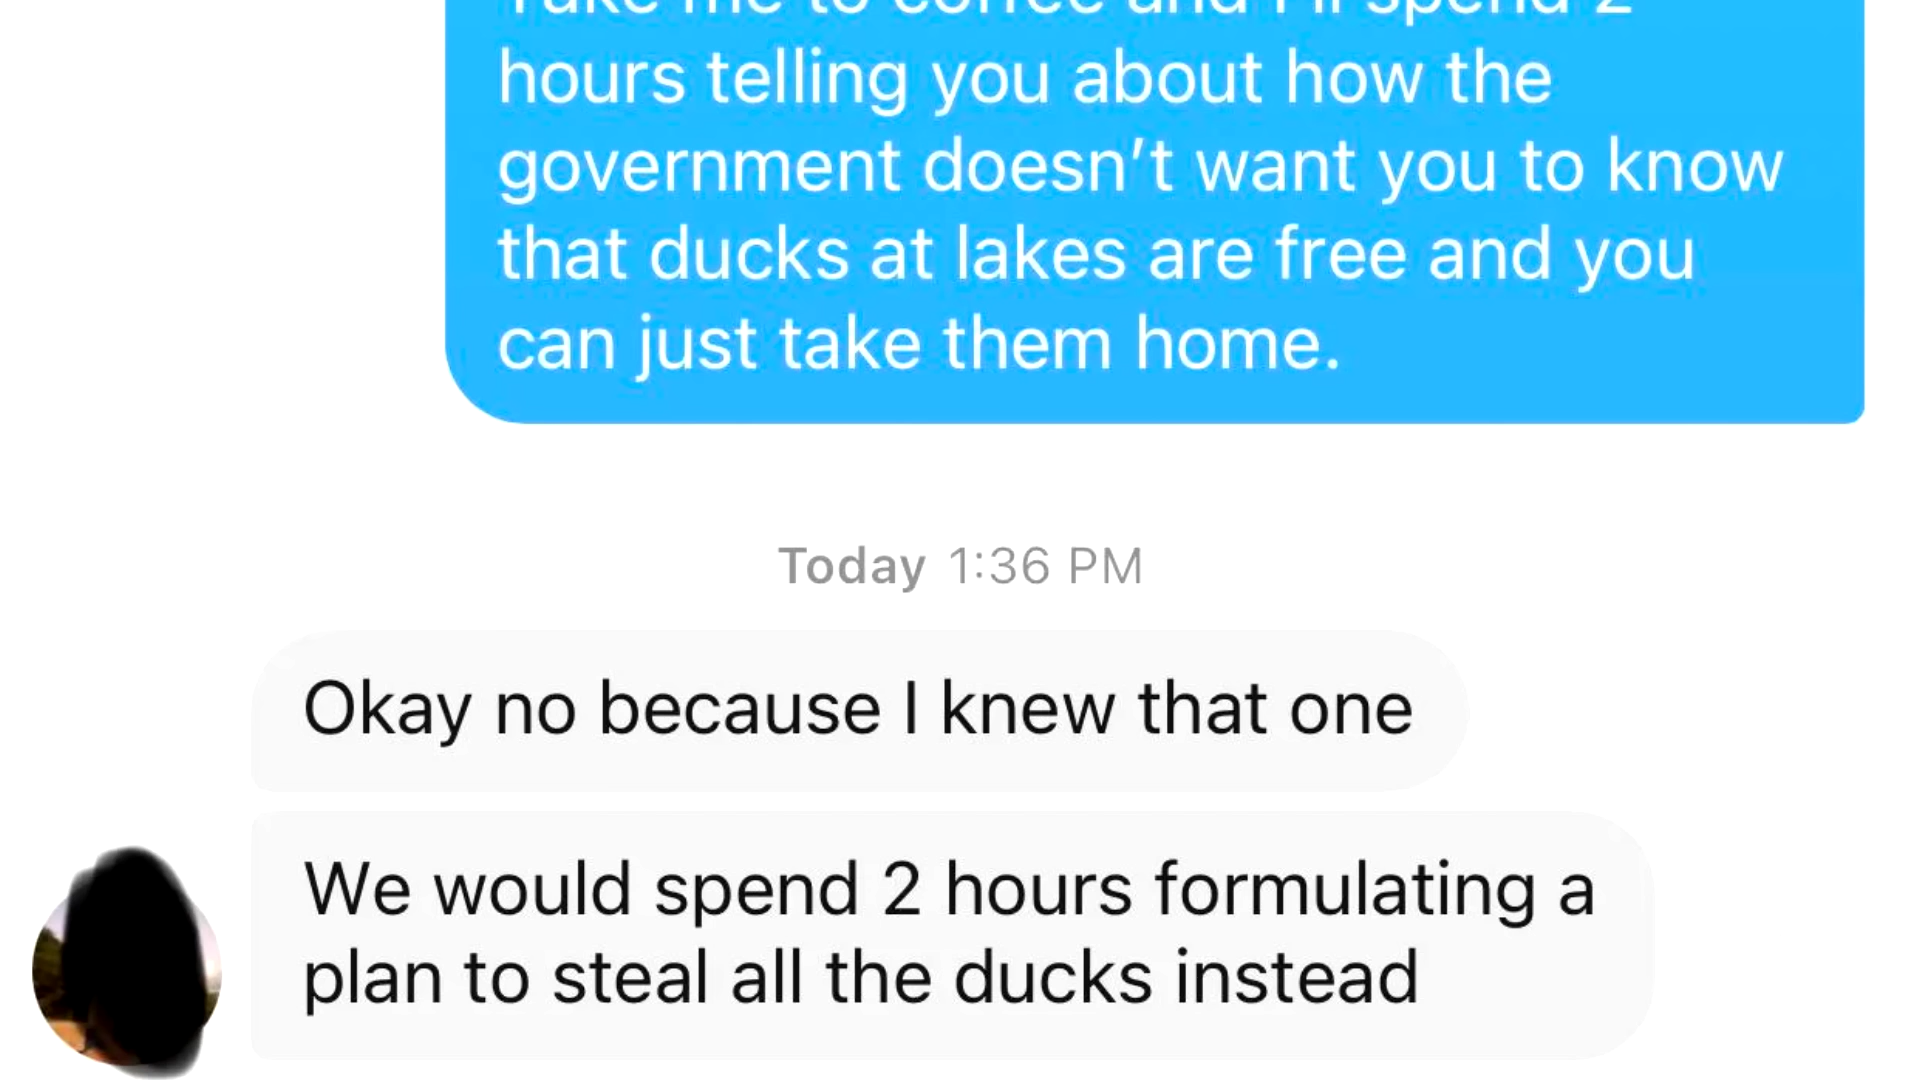 Take me to coffee and I'll spend 2
hours telling you about how the
government doesn’t want you to know
that ducks at lakes are free and you
can just take them home.
Today 1:36 PM
Okay no because I knew that one
We would spend 2 hours formulating a
plan to steal all the ducks instead